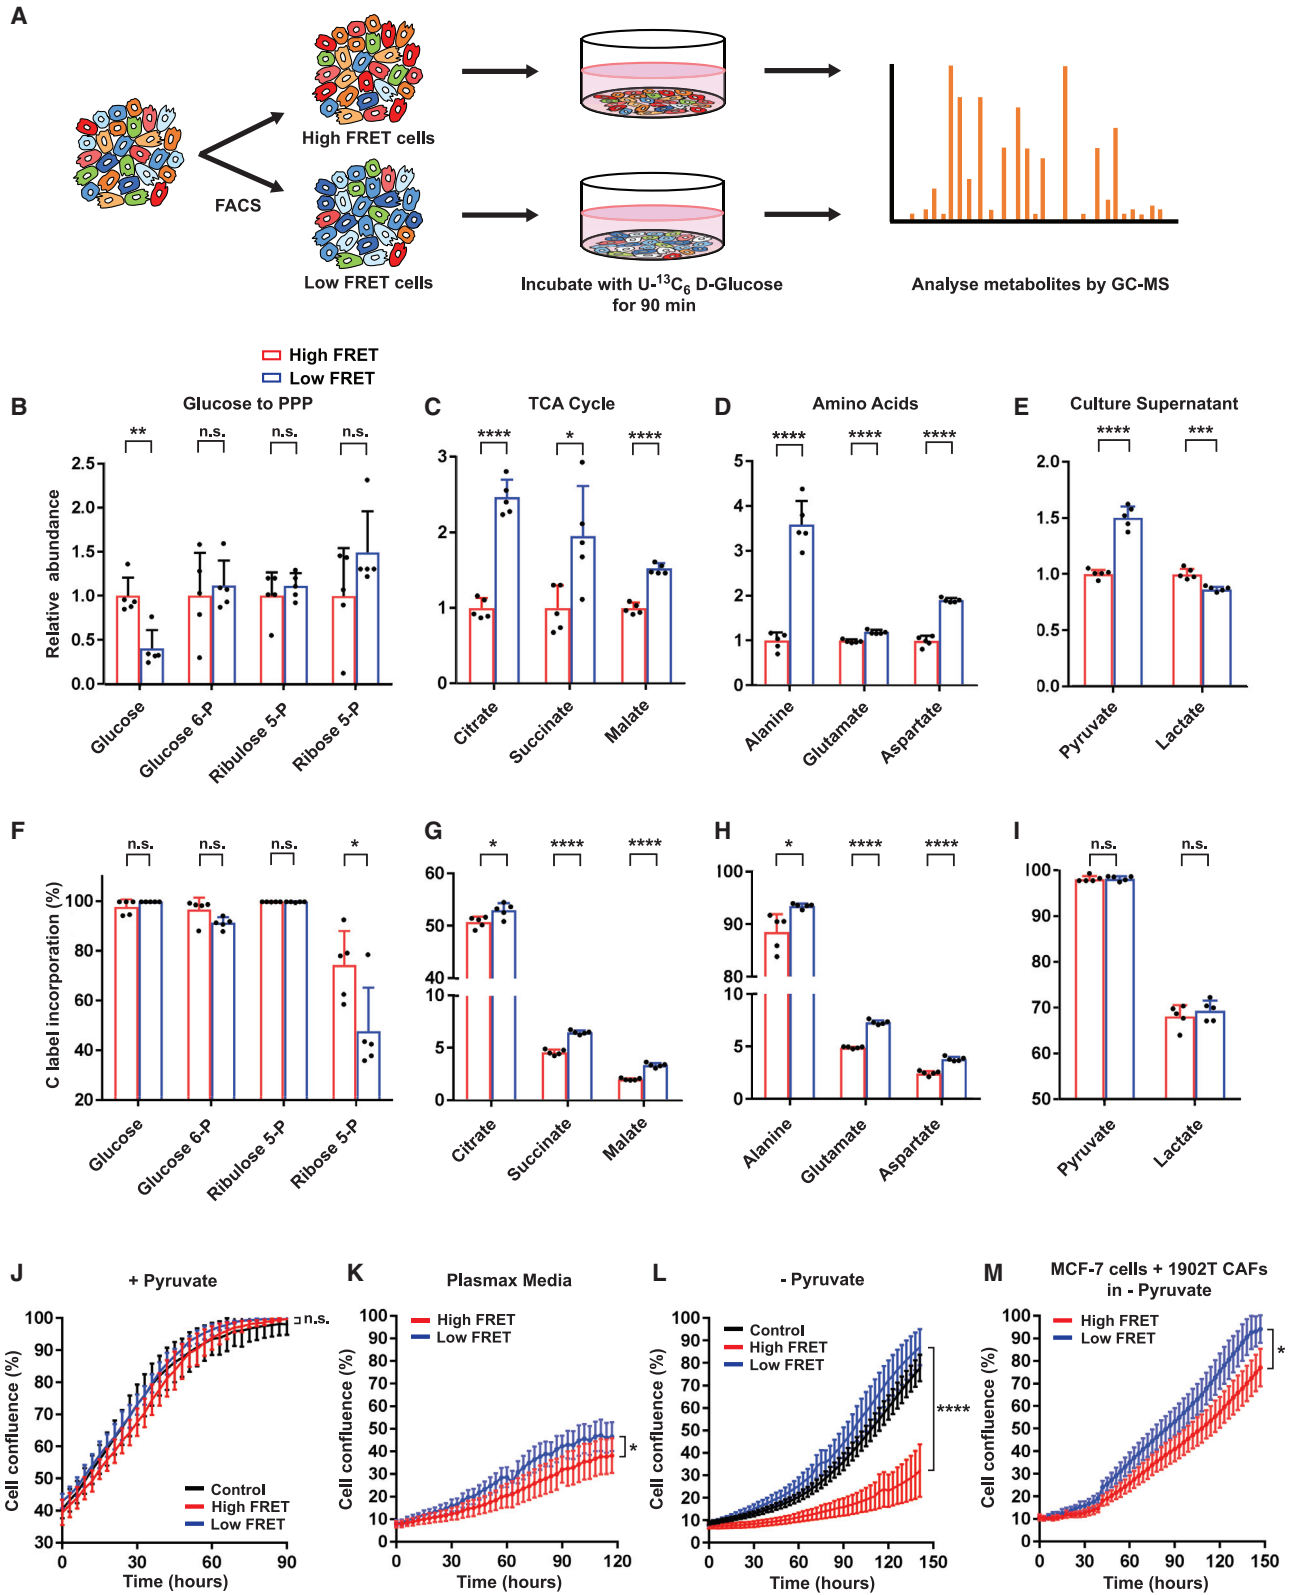 A
High FRET cells
FACS
Low FRET cells
Incubate with U-¹³C₆ D-Glucose
for 90 min
Analyse metabolites by GC-MS
High FRET
Low FRET
B
Glucose to PPP
** n.s. n.s. n.s.
Relative abundance
2.5
2.0
1.5
1.0
0.5
0.0
Glucose
Glucose 6-P
Ribulose 5-P
Ribose 5-P
C
TCA Cycle
**** * ****
3
2
1
0
Citrate
Succinate
Malate
D
Amino Acids
**** **** ****
5
4
3
2
1
0
Alanine
Glutamate
Aspartate
E
Culture Supernatant
**** ***
2.0
1.5
1.0
0.5
0.0
Pyruvate
Lactate
F
n.s. n.s. n.s. *
C label incorporation (%)
100
80
60
40
20
Glucose
Glucose 6-P
Ribulose 5-P
Ribose 5-P
G
* **** ****
60
50
40
10
5
0
Citrate
Succinate
Malate
H
* **** ****
100
90
80
10
5
0
Alanine
Glutamate
Aspartate
I
n.s. n.s.
100
90
80
70
60
50
Pyruvate
Lactate
J
+ Pyruvate
Cell confluence (%)
100
90
80
70
60
50
40
30
n.s.
Control
High FRET
Low FRET
0 30 60 90
Time (hours)
K
Plasmax Media
Cell confluence (%)
100
90
80
70
60
50
40
30
20
10
0
High FRET
Low FRET
*
0 30 60 90 120
Time (hours)
L
- Pyruvate
Cell confluence (%)
100
90
80
70
60
50
40
30
20
10
0
Control
High FRET
Low FRET
****
0 30 60 90 120 150
Time (hours)
M
MCF-7 cells + 1902T CAFs
in - Pyruvate
Cell confluence (%)
100
90
80
70
60
50
40
30
20
10
0
High FRET
Low FRET
*
0 30 60 90 120 150
Time (hours)